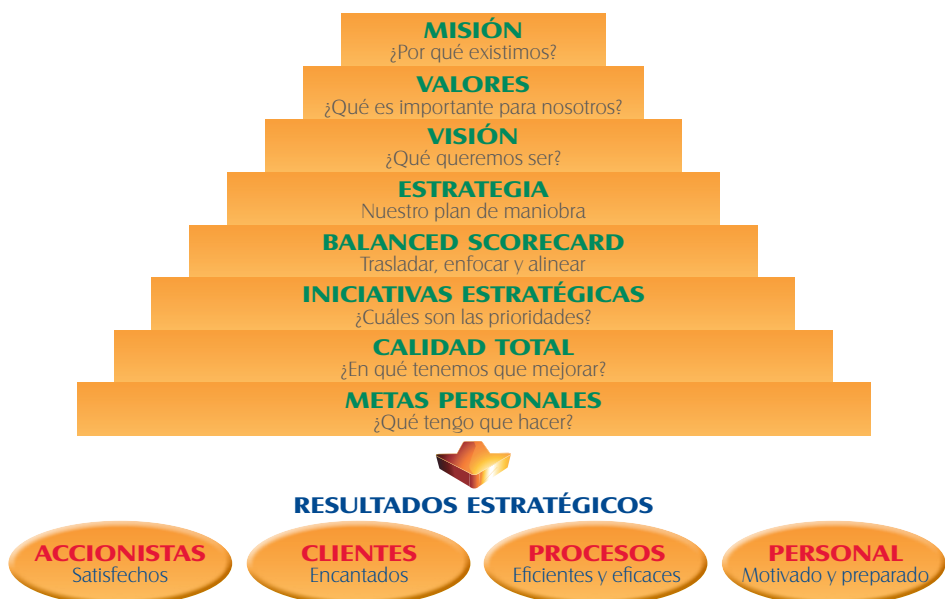 MISIÓN
¿Por qué existimos?
VALORES
¿Qué es importante para nosotros?
VISIÓN
¿Qué queremos ser?
ESTRATEGIA
Nuestro plan de maniobra
BALANCED SCORECARD
Trasladar, enfocar y alinear
INICIATIVAS ESTRATÉGICAS
¿Cuáles son las prioridades?
CALIDAD TOTAL
¿En qué tenemos que mejorar?
METAS PERSONALES
¿Qué tengo que hacer?
RESULTADOS ESTRATÉGICOS
ACCIONISTAS
Satisfechos
CLIENTES
Encantados
PROCESOS
Eficientes y eficaces
PERSONAL
Motivado y preparado